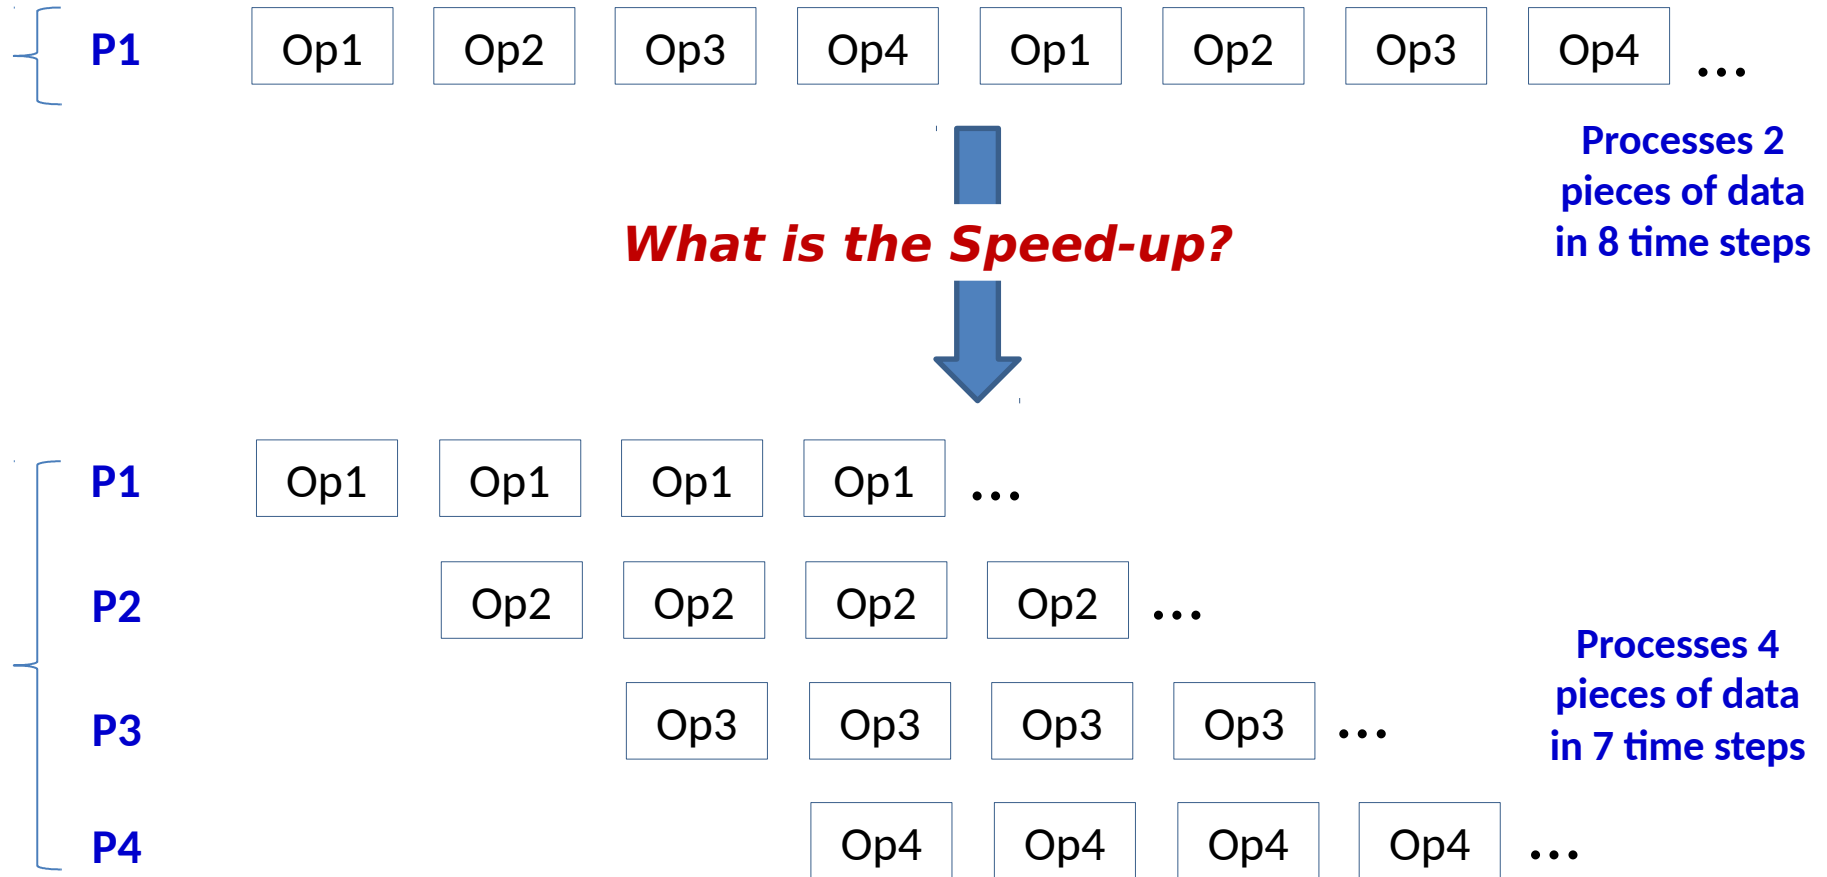 P1 Op1 Op2 Op3 Op4 Op1 Op2 Op3 Op4 ...
Processes 2
pieces of data
in 8 time steps
What is the Speed-up?
P1 Op1 Op1 Op1 Op1 ...
P2 Op2 Op2 Op2 Op2 ...
P3 Op3 Op3 Op3 Op3 ...
Processes 4
pieces of data
in 7 time steps
P4 Op4 Op4 Op4 Op4 ...